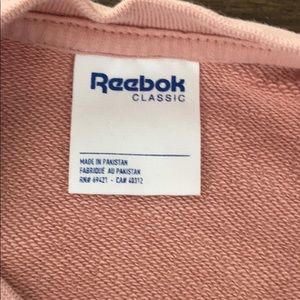 Reebok
CLASSIC
MADE IN PAKISTAN
FABRIQUÉ AU PAKISTAN
RN# 69421 - CA# 40312